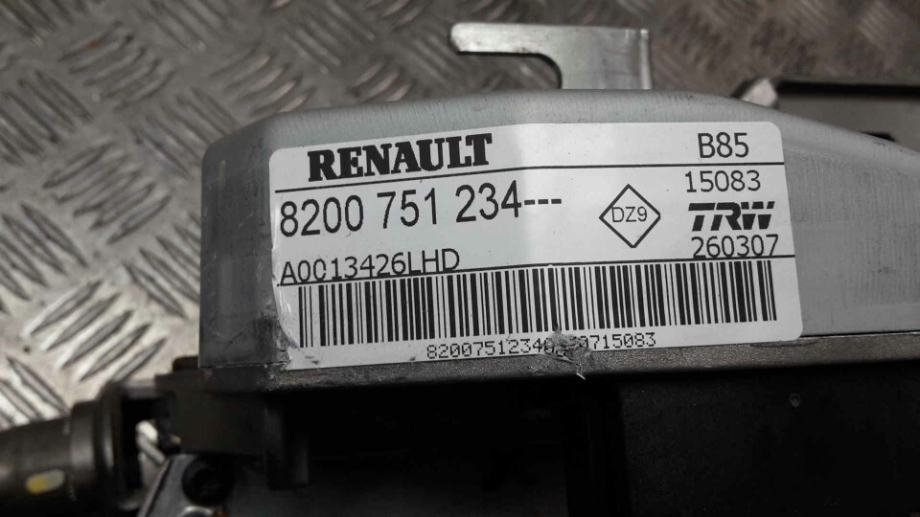 RENAULT B85
8200 751 234--- DZ9 15083
TRW
A0013426LHD 260307